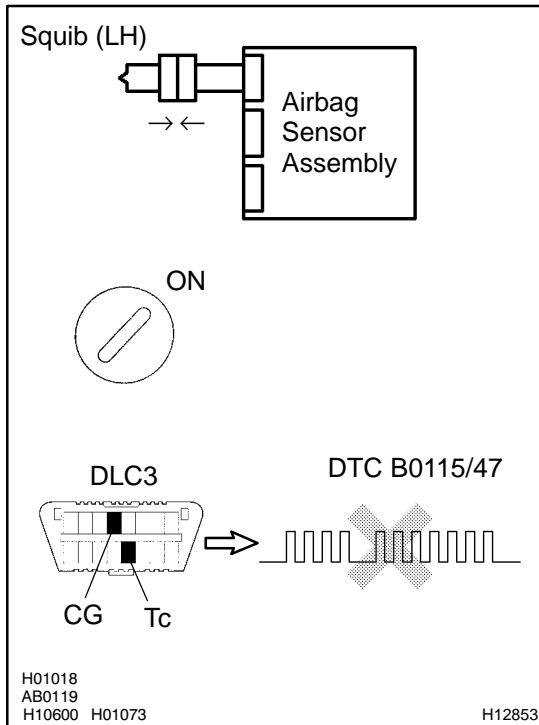 Squib (LH)
Airbag
Sensor
Assembly
ON
DLC3
DTC B0115/47
CG
Tc
H01018
AB0119
H10600 H01073
H12853